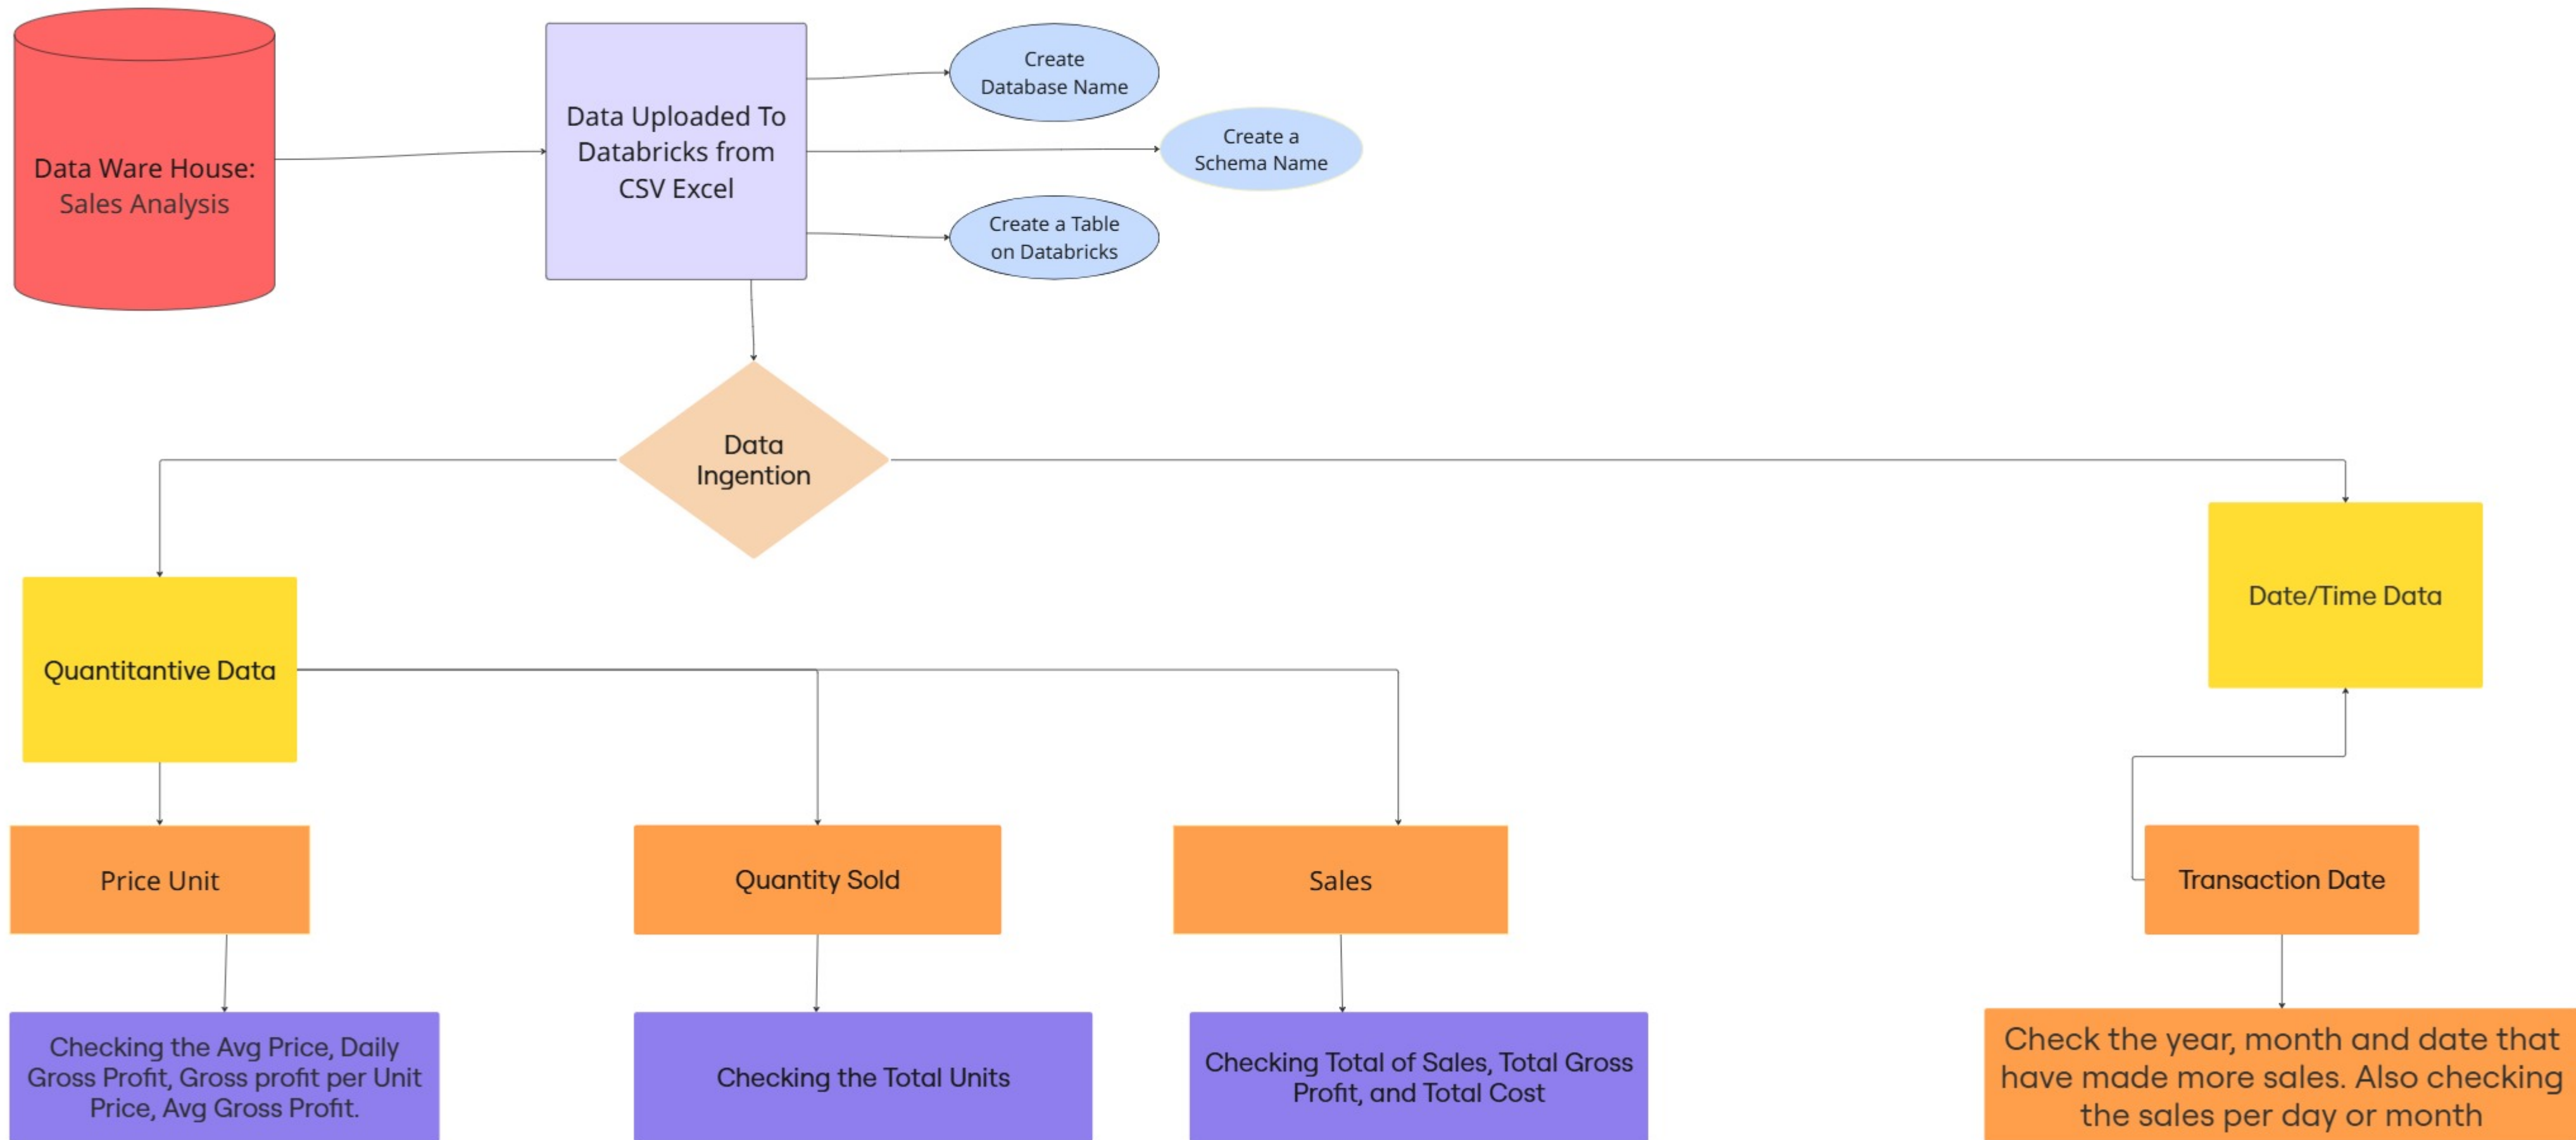 Data Ware House:
Sales Analysis
Data Uploaded To
Databricks from
CSV Excel
Create
Database Name
Create a
Schema Name
Create a Table
on Databricks
Data
Ingention
Quantitantive Data
Date/Time Data
Price Unit
Quantity Sold
Sales
Transaction Date
Checking the Avg Price, Daily
Gross Profit, Gross profit per Unit
Price, Avg Gross Profit.
Checking the Total Units
Checking Total of Sales, Total Gross
Profit, and Total Cost
Check the year, month and date that
have made more sales. Also checking
the sales per day or month